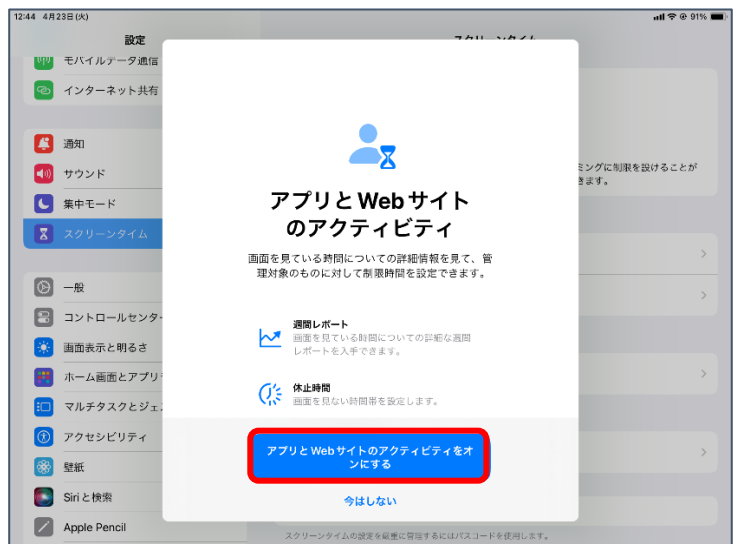 12:44 4月23日(火)
91%
設定
モバイルデータ通信
インターネット共有
通知
サウンド
集中モード
スクリーンタイム
一般
コントロールセンター
画面表示と明るさ
ホーム画面とアプリ
マルチタスクとジェ
アクセシビリティ
壁紙
Siriと検索
Apple Pencil
スクリーンタイム
ミングに制限を設けることが
きます。
アプリとWebサイト
のアクティビティ
画面を見ている時間についての詳細情報を見て、管
理対象のものに対して制限時間を設定できます。
週間レポート
画面を見ている時間についての詳細な週間
レポートを入手できます。
休止時間
画面を見ない時間帯を設定します。
アプリとWebサイトのアクティビティをオ
ンにする
今はしない
スクリーンタイムの設定を厳重に管理するにはパスコードを使用します。